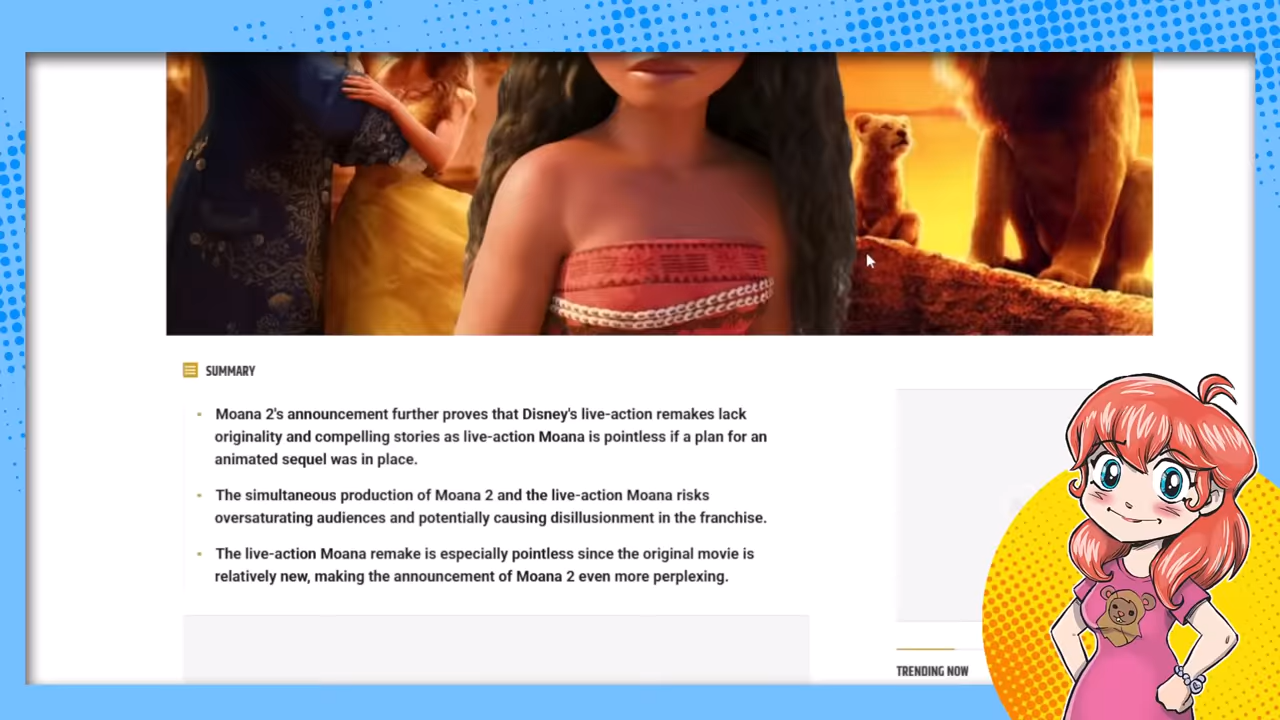 SUMMARY
Moana 2's announcement further proves that Disney's live-action remakes lack
originality and compelling stories as live-action Moana is pointless if a plan for an
animated sequel was in place.
The simultaneous production of Moana 2 and the live-action Moana risks
oversaturating audiences and potentially causing disillusionment in the franchise.
The live-action Moana remake is especially pointless since the original movie is
relatively new, making the announcement of Moana 2 even more perplexing.
TRENDING NOW